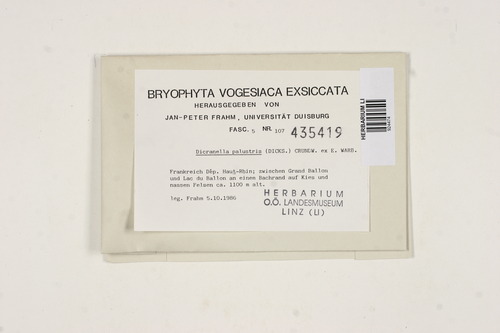 BRYOPHYTA VOGESIACA EXSICCATA
HERAUSGEGEBEN VON
JAN-PETER FRAHM, UNIVERSITÄT DUISBURG
FASC. 5 NR. 107 435419
Dicranella palustris (DICKS.) CRUNDW. ex E. WARB.
Frankreich Dép. Haut-Rhin; zwischen Grand Ballon
und Lac du Ballon an einem Bachrand auf Kies und
nassen Felsen ca. 1100 m alt.
leg. Frahm 5.10.1986
HERBARIUM
O.Ö. LANDESMUSEUM
LINZ (LI)
HERBARIUM LI